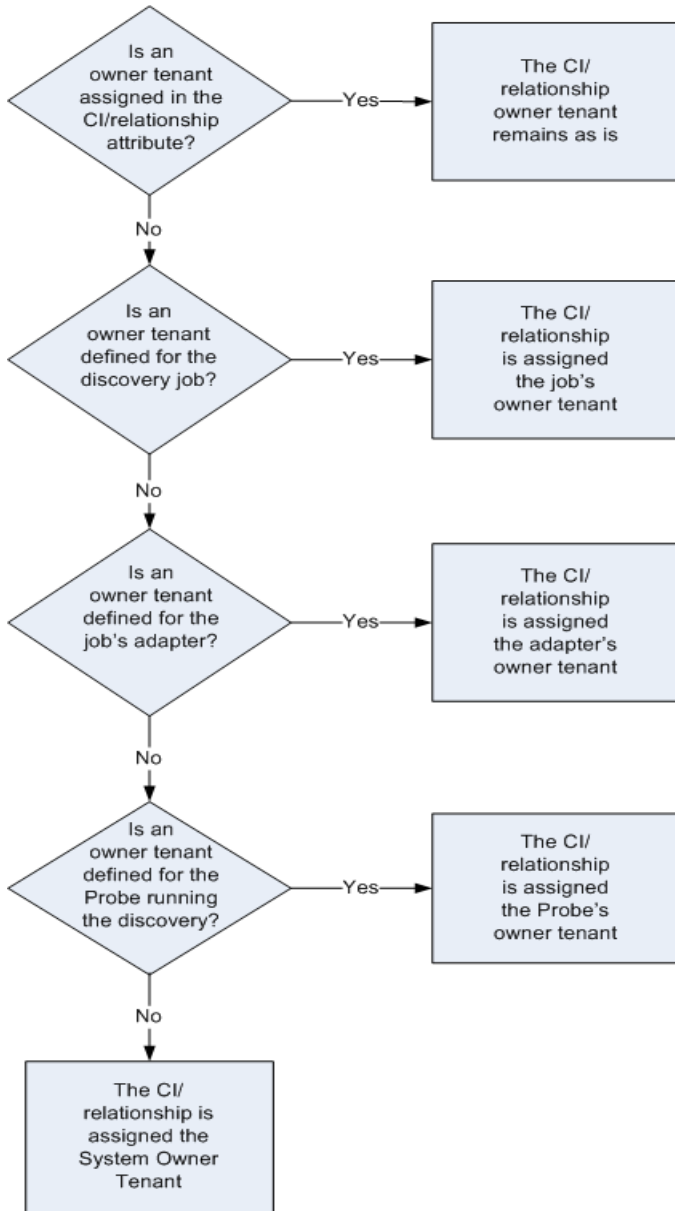 Is an
owner tenant
assigned in the
CI/relationship
attribute?
Yes
The CI/
relationship
owner tenant
remains as is
No
Is an
owner tenant
defined for the
discovery job?
Yes
The CI/
relationship
is assigned
the job's
owner tenant
No
Is an
owner tenant
defined for the
job's adapter?
Yes
The CI/
relationship
is assigned
the adapter's
owner tenant
No
Is an
owner tenant
defined for the
Probe running
the discovery?
Yes
The CI/
relationship
is assigned
the Probe's
owner tenant
No
The CI/
relationship is
assigned the
System Owner
Tenant